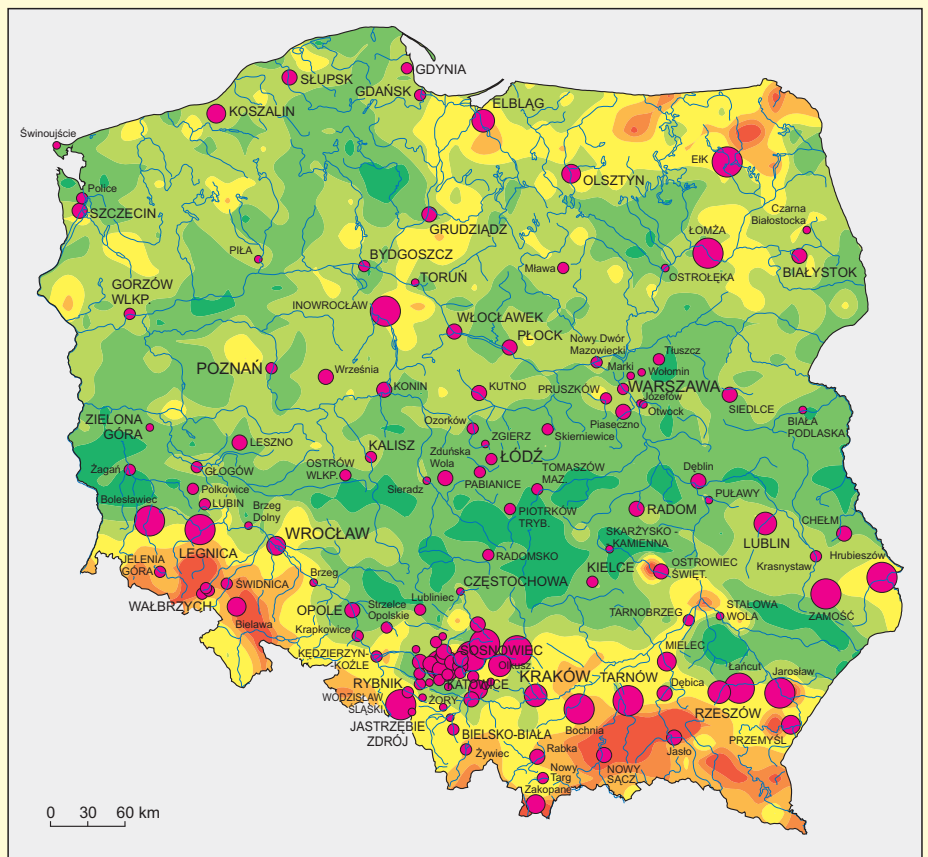 GDYNIA
SŁUPSK
GDAŃSK
KOSZALIN
ELBLĄG
Świnoujście
EłK
OLSZTYN
Police
SZCZECIN
Czarna
Białostocka
GRUDZIĄDZ
ŁOMŻA
PIŁA
BYDGOSZCZ
Mława
BIAŁYSTOK
OSTROŁĘKA
TORUŃ
GORZÓW
WLKP.
INOWROCŁAW
WŁOCŁAWEK
PŁOCK
Nowy Dwór
Mazowiecki
Tłuszcz
Marki
Wołomin
POZNAŃ
Września
KONIN
KUTNO
PRUSZKÓW
WARSZAWA
Józefów
Otwock
SIEDLCE
Piaseczno
BIAŁA
PODLASKA
ZIELONA
GÓRA
Ozorków
ZGIERZ
Skierniewice
LESZNO
KALISZ
ŁÓDŹ
Żagań
GŁOGÓW
OSTRÓW
WLKP.
Zduńska
Wola
Sieradz
PABIANICE
TOMASZÓW
MAZ.
Dęblin
Polkowice
PUŁAWY
Bolesławiec
LUBIN
Brzeg
Dolny
PIOTRKÓW
TRYB.
RADOM
LUBLIN
CHEŁM
LEGNICA
WROCŁAW
SKARŻYSKO -
KAMIENNA
RADOMSKO
Krasnystaw
Hrubieszów
JELENIA
GÓRA
ŚWIDNICA
Brzeg
CZĘSTOCHOWA
KIELCE
OSTROWIEC
ŚWIĘT.
WAŁBRZYCH
Bielawa
OPOLE
Strzelce
Opolskie
Lubliniec
TARNOBRZEG
STALOWA
WOLA
ZAMOŚĆ
Krapkowice
KĘDZIERZYN-
KOŹLE
SOSNOWIEC
Olkusz
MIELEC
RYBNIK
KATOWICE
KRAKÓW
TARNÓW
Dębica
Łańcut
Jarosław
WODZISŁAW
ŚLĄSKI
ŻORY
RZESZÓW
JASTRZĘBIE
ZDRÓJ
BIELSKO-BIAŁA
Bochnia
PRZEMYŚL
Żywiec
Rabka
Jasło
Nowy
Targ
NOWY
SĄCZ
Zakopane
0 30 60 km